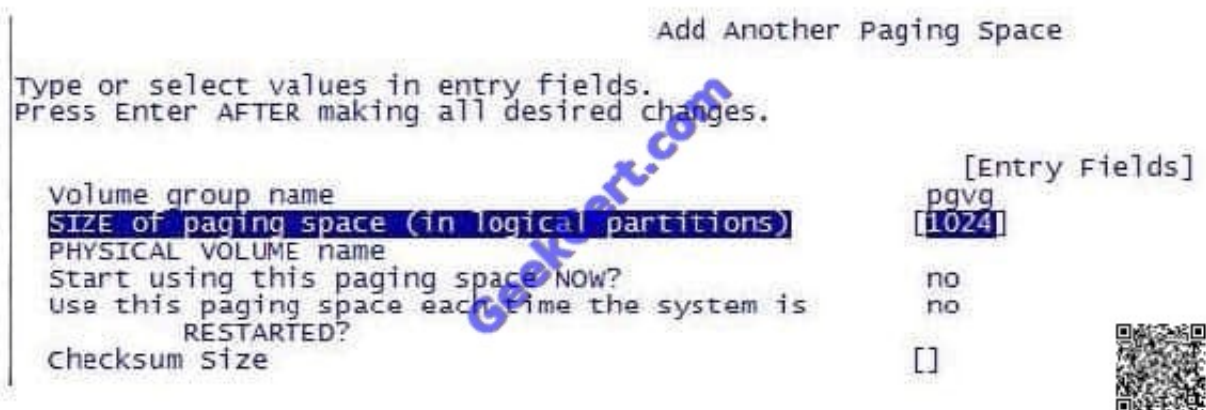 Add Another Paging Space
Type or select values in entry fields.
Press Enter AFTER making all desired changes.
[Entry Fields]
Volume group name pgvg
SIZE of paging space (in logical partitions) [1024]
PHYSICAL VOLUME name
Start using this paging space NOW? no
Use this paging space each time the system is no
RESTARTED?
Checksum Size []
GeekCert.com